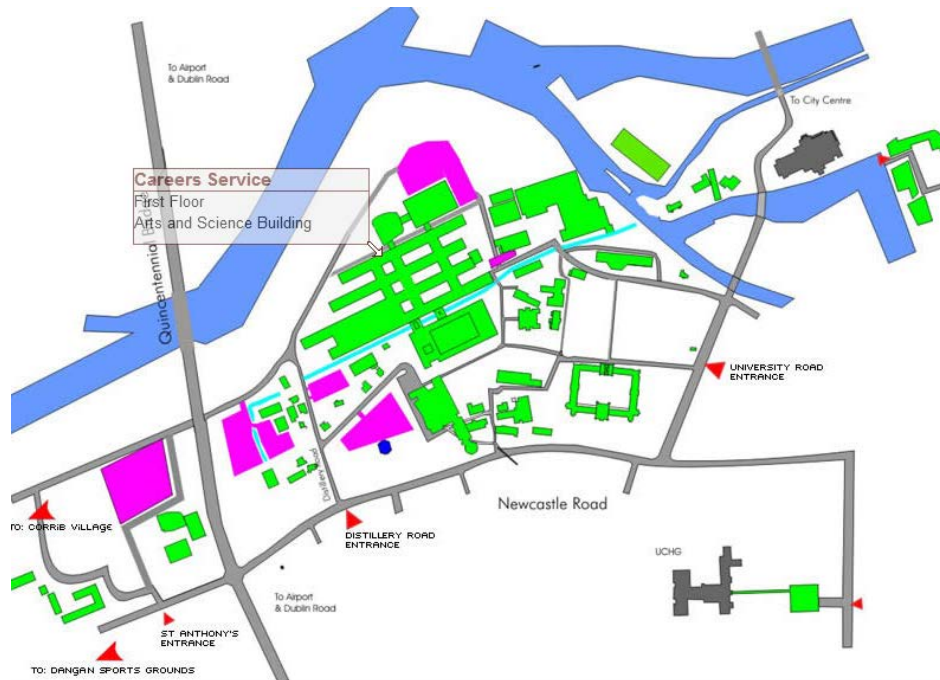 To Airport
& Dublin Road
To City Centre
Careers Service
First Floor
Arts and Science Building
Quincentennial Bridge
UNIVERSITY ROAD
ENTRANCE
Distillery Road
Newcastle Road
TO: CORRIB VILLAGE
DISTILLERY ROAD
ENTRANCE
UCHG
To Airport
& Dublin Road
ST ANTHONY'S
ENTRANCE
TO: DANGAN SPORTS GROUNDS